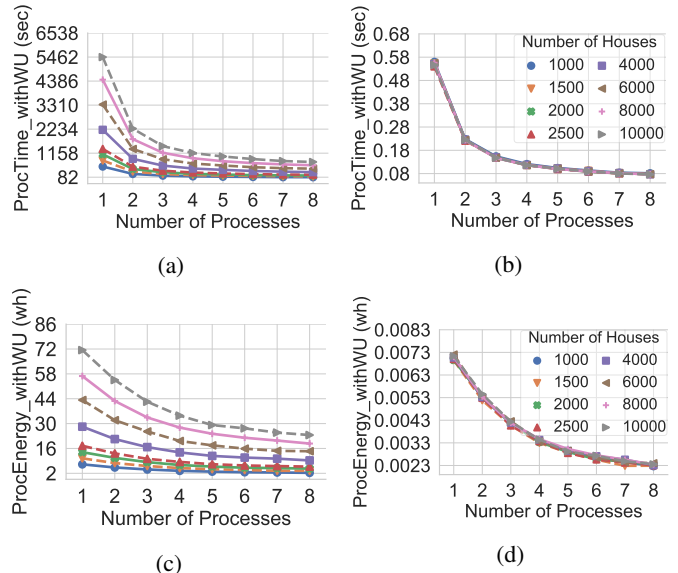 6538
5462
4386
3310
2234
1158
82
ProcTime_withWU (sec)
1 2 3 4 5 6 7 8
Number of Processes
(a)
0.68
0.58
0.48
0.38
0.28
0.18
0.08
ProcTime_withWU (sec)
Number of Houses
1000 4000
1500 6000
2000 8000
2500 10000
1 2 3 4 5 6 7 8
Number of Processes
(b)
86
72
58
44
30
16
2
ProcEnergy_withWU (wh)
1 2 3 4 5 6 7 8
Number of Processes
(c)
0.0083
0.0073
0.0063
0.0053
0.0043
0.0033
0.0023
ProcEnergy_withWU (wh)
Number of Houses
1000 4000
1500 6000
2000 8000
2500 10000
1 2 3 4 5 6 7 8
Number of Processes
(d)